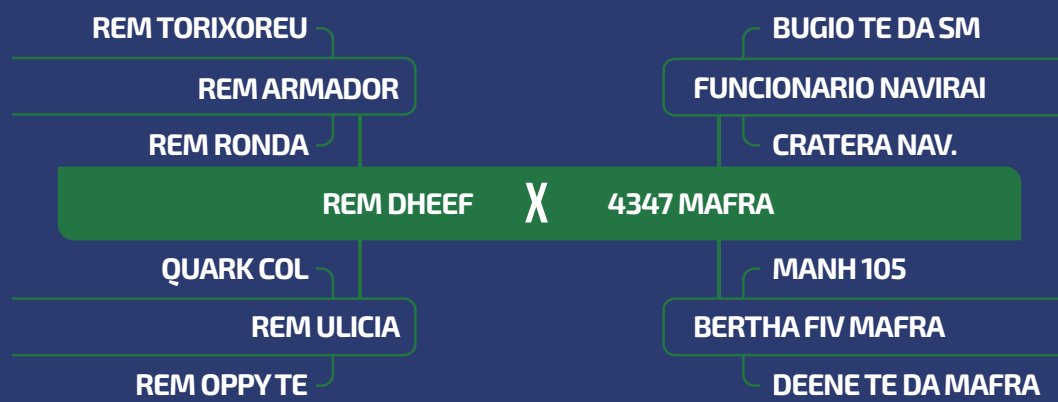 REM TORIXOREU
BUGIO TE DA SM
REM ARMADOR
FUNCIONARIO NAVIRAI
REM RONDA
CRATERA NAV.
REM DHEEF X 4347 MAFRA
QUARK COL
MANH 105
REM ULICIA
BERTHA FIV MAFRA
REM OPPY TE
DEENE TE DA MAFRA